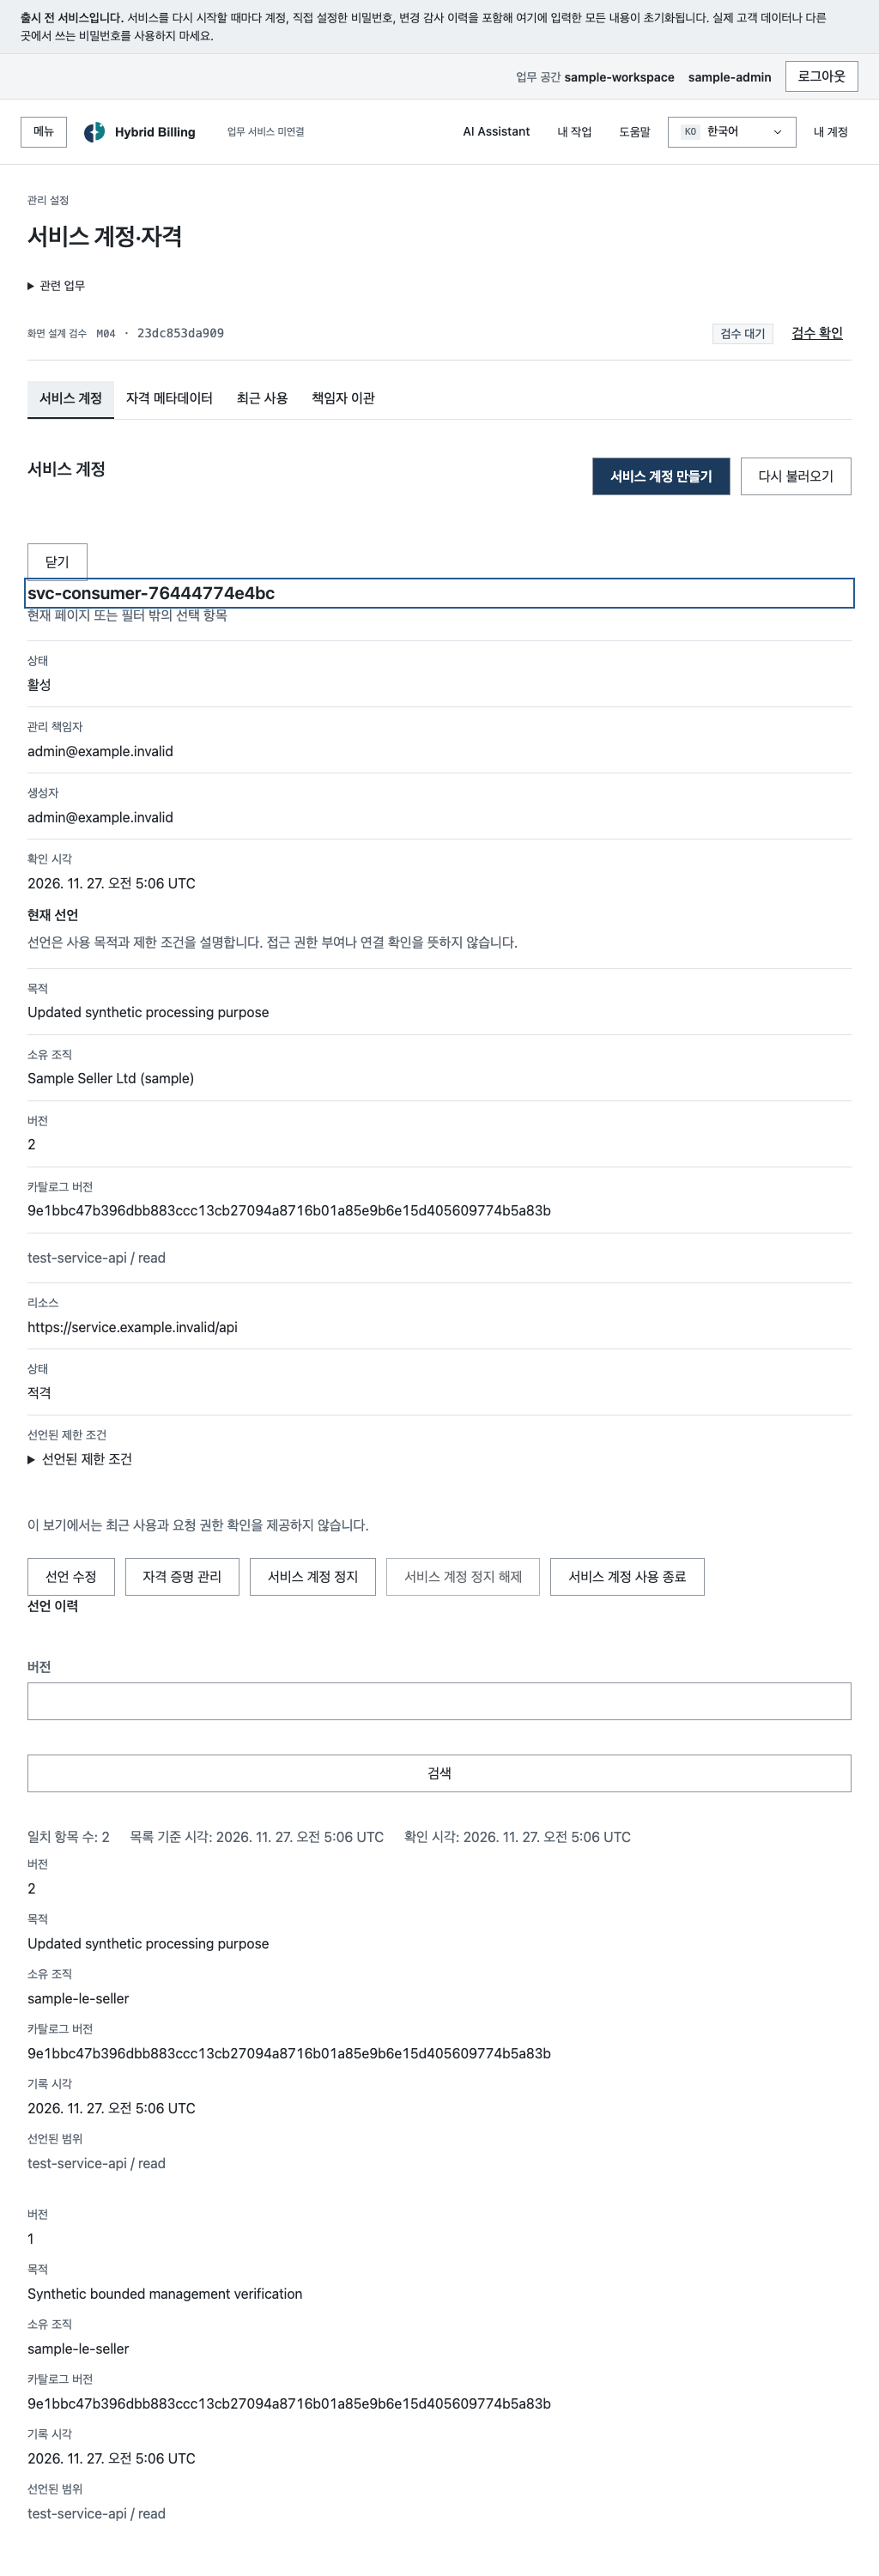 출시 전 서비스입니다. 서비스를 다시 시작할 때마다 계정, 직접 설정한 비밀번호, 변경 감사 이력을 포함해 여기에 입력한 모든 내용이 초기화됩니다. 실제 고객 데이터나 다른
곳에서 쓰는 비밀번호를 사용하지 마세요.
업무 공간 sample-workspace sample-admin 로그아웃
메뉴 Hybrid Billing 업무 서비스 미연결 AI Assistant 내 작업 도움말 KO 한국어 내 계정
관리 설정
서비스 계정·자격
▶ 관련 업무
화면 설계 검수 M04 · 23dc853da909 검수 대기 검수 확인
서비스 계정 자격 메타데이터 최근 사용 책임자 이관
서비스 계정 서비스 계정 만들기 다시 불러오기
닫기
svc-consumer-76444774e4bc
현재 페이지 또는 필터 밖의 선택 항목
상태
활성
관리 책임자
admin@example.invalid
생성자
admin@example.invalid
확인 시각
2026. 11. 27. 오전 5:06 UTC
현재 선언
선언은 사용 목적과 제한 조건을 설명합니다. 접근 권한 부여나 연결 확인을 뜻하지 않습니다.
목적
Updated synthetic processing purpose
소유 조직
Sample Seller Ltd (sample)
버전
2
카탈로그 버전
9e1bbc47b396dbb883ccc13cb27094a8716b01a85e9b6e15d405609774b5a83b
test-service-api / read
리소스
https://service.example.invalid/api
상태
적격
선언된 제한 조건
▶ 선언된 제한 조건
이 보기에서는 최근 사용과 요청 권한 확인을 제공하지 않습니다.
선언 수정 자격 증명 관리 서비스 계정 정지 서비스 계정 정지 해제 서비스 계정 사용 종료
선언 이력
버전
검색
일치 항목 수: 2 목록 기준 시각: 2026. 11. 27. 오전 5:06 UTC 확인 시각: 2026. 11. 27. 오전 5:06 UTC
버전
2
목적
Updated synthetic processing purpose
소유 조직
sample-le-seller
카탈로그 버전
9e1bbc47b396dbb883ccc13cb27094a8716b01a85e9b6e15d405609774b5a83b
기록 시각
2026. 11. 27. 오전 5:06 UTC
선언된 범위
test-service-api / read
버전
1
목적
Synthetic bounded management verification
소유 조직
sample-le-seller
카탈로그 버전
9e1bbc47b396dbb883ccc13cb27094a8716b01a85e9b6e15d405609774b5a83b
기록 시각
2026. 11. 27. 오전 5:06 UTC
선언된 범위
test-service-api / read